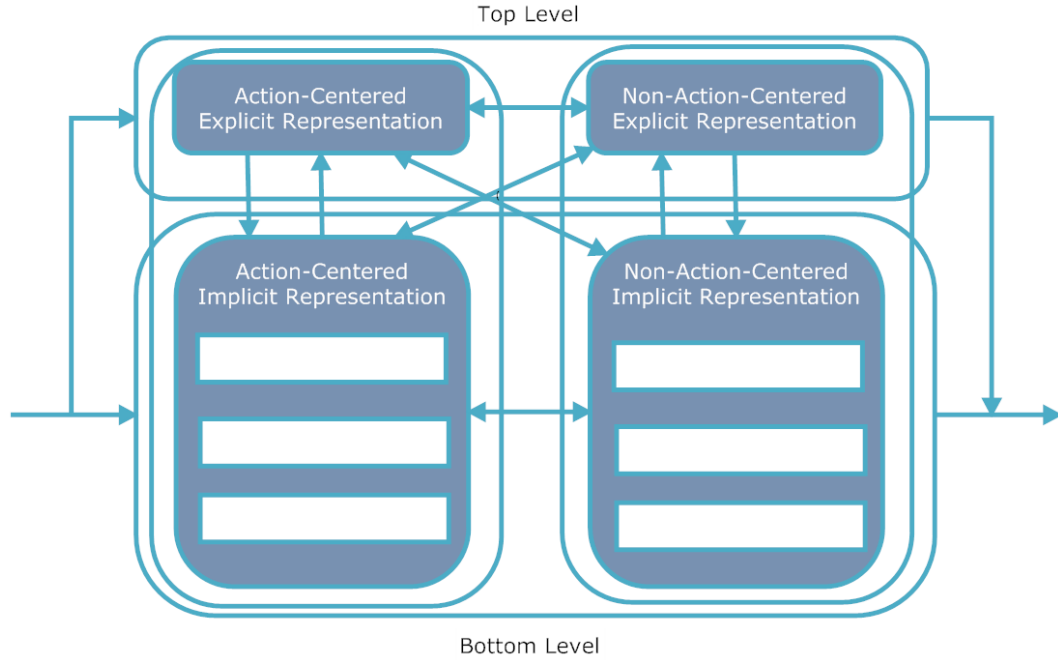 Top Level
Action-Centered
Explicit Representation
Non-Action-Centered
Explicit Representation
Action-Centered
Implicit Representation
Non-Action-Centered
Implicit Representation
Bottom Level